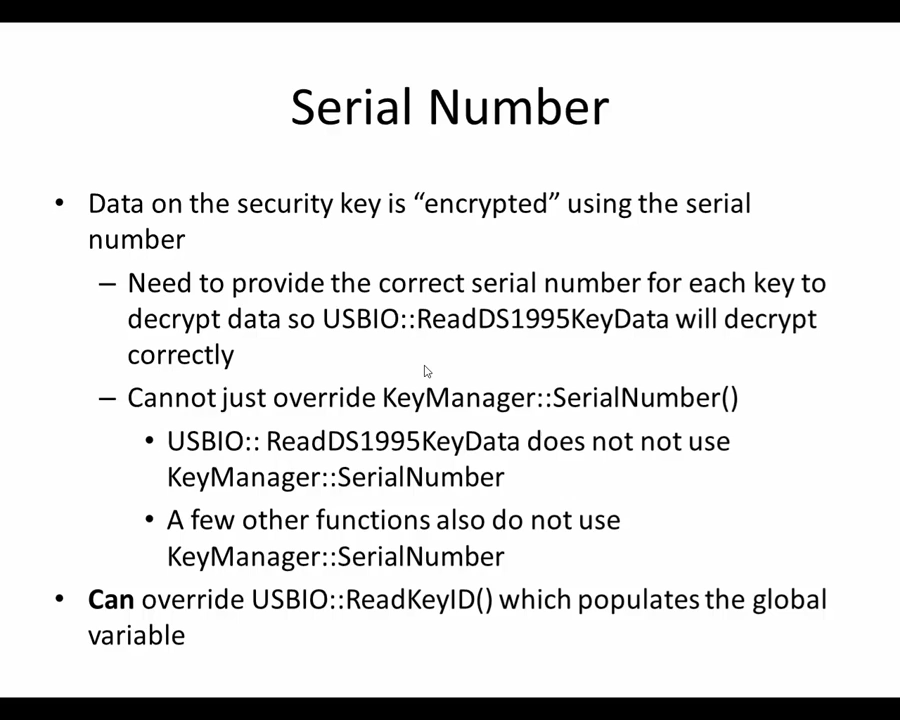 Serial Number
• Data on the security key is “encrypted” using the serial
number
– Need to provide the correct serial number for each key to
decrypt data so USBIO::ReadDS1995KeyData will decrypt
correctly
– Cannot just override KeyManager::SerialNumber()
• USBIO:: ReadDS1995KeyData does not not use
KeyManager::SerialNumber
• A few other functions also do not use
KeyManager::SerialNumber
• Can override USBIO::ReadKeyID() which populates the global
variable